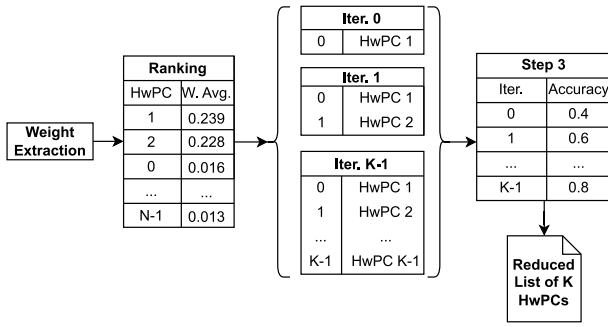 Weight
Extraction
Ranking
HwPC W. Avg.
1 0.239
2 0.228
0 0.016
... ...
N-1 0.013
Iter. 0
0 HwPC 1
Iter. 1
0 HwPC 1
1 HwPC 2
Iter. K-1
0 HwPC 1
1 HwPC 2
... ...
K-1 HwPC K-1
Step 3
Iter. Accuracy
0 0.4
1 0.6
... ...
K-1 0.8
Reduced
List of K
HwPCs